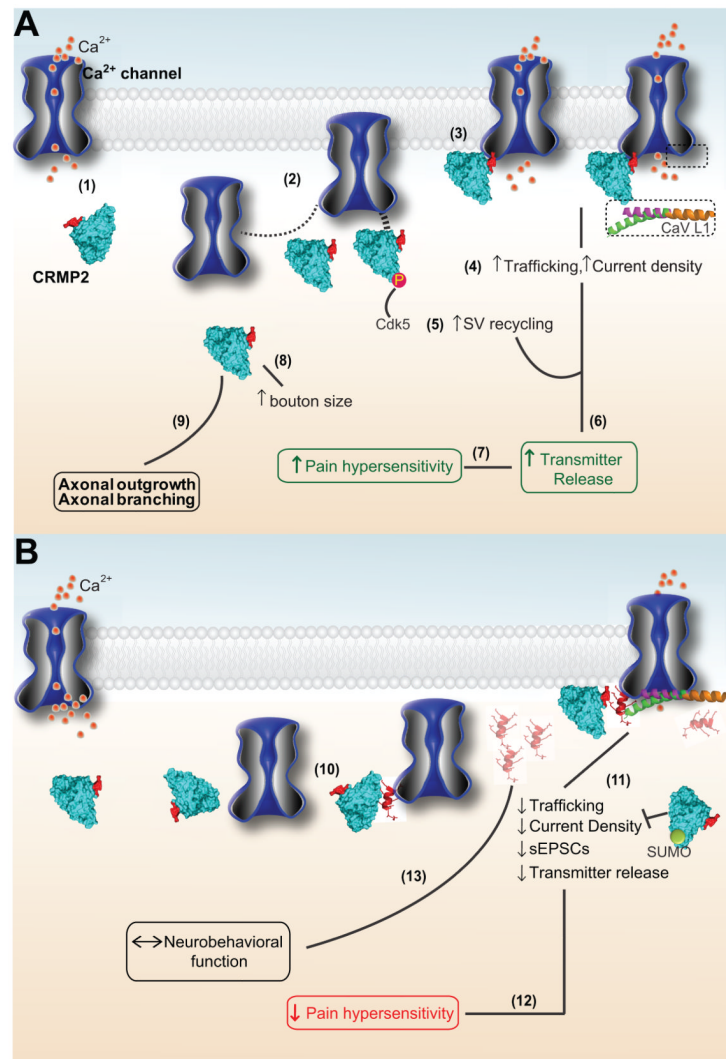 A
Ca2+
Ca2+ channel
(1)
CRMP2
(2)
(3)
P
Cdk5
CaV L1
(4) ↑Trafficking,↑Current density
(5) ↑SV recycling
(6)
(7)
↑Transmitter
Release
↑Pain hypersensitivity
(8)
↑bouton size
(9)
Axonal outgrowth
Axonal branching
B
Ca2+
(10)
(11)
↓Trafficking
↓Current Density
↓sEPSCs
↓Transmitter release
SUMO
(12)
↓ Pain hypersensitivity
(13)
↔Neurobehavioral
function